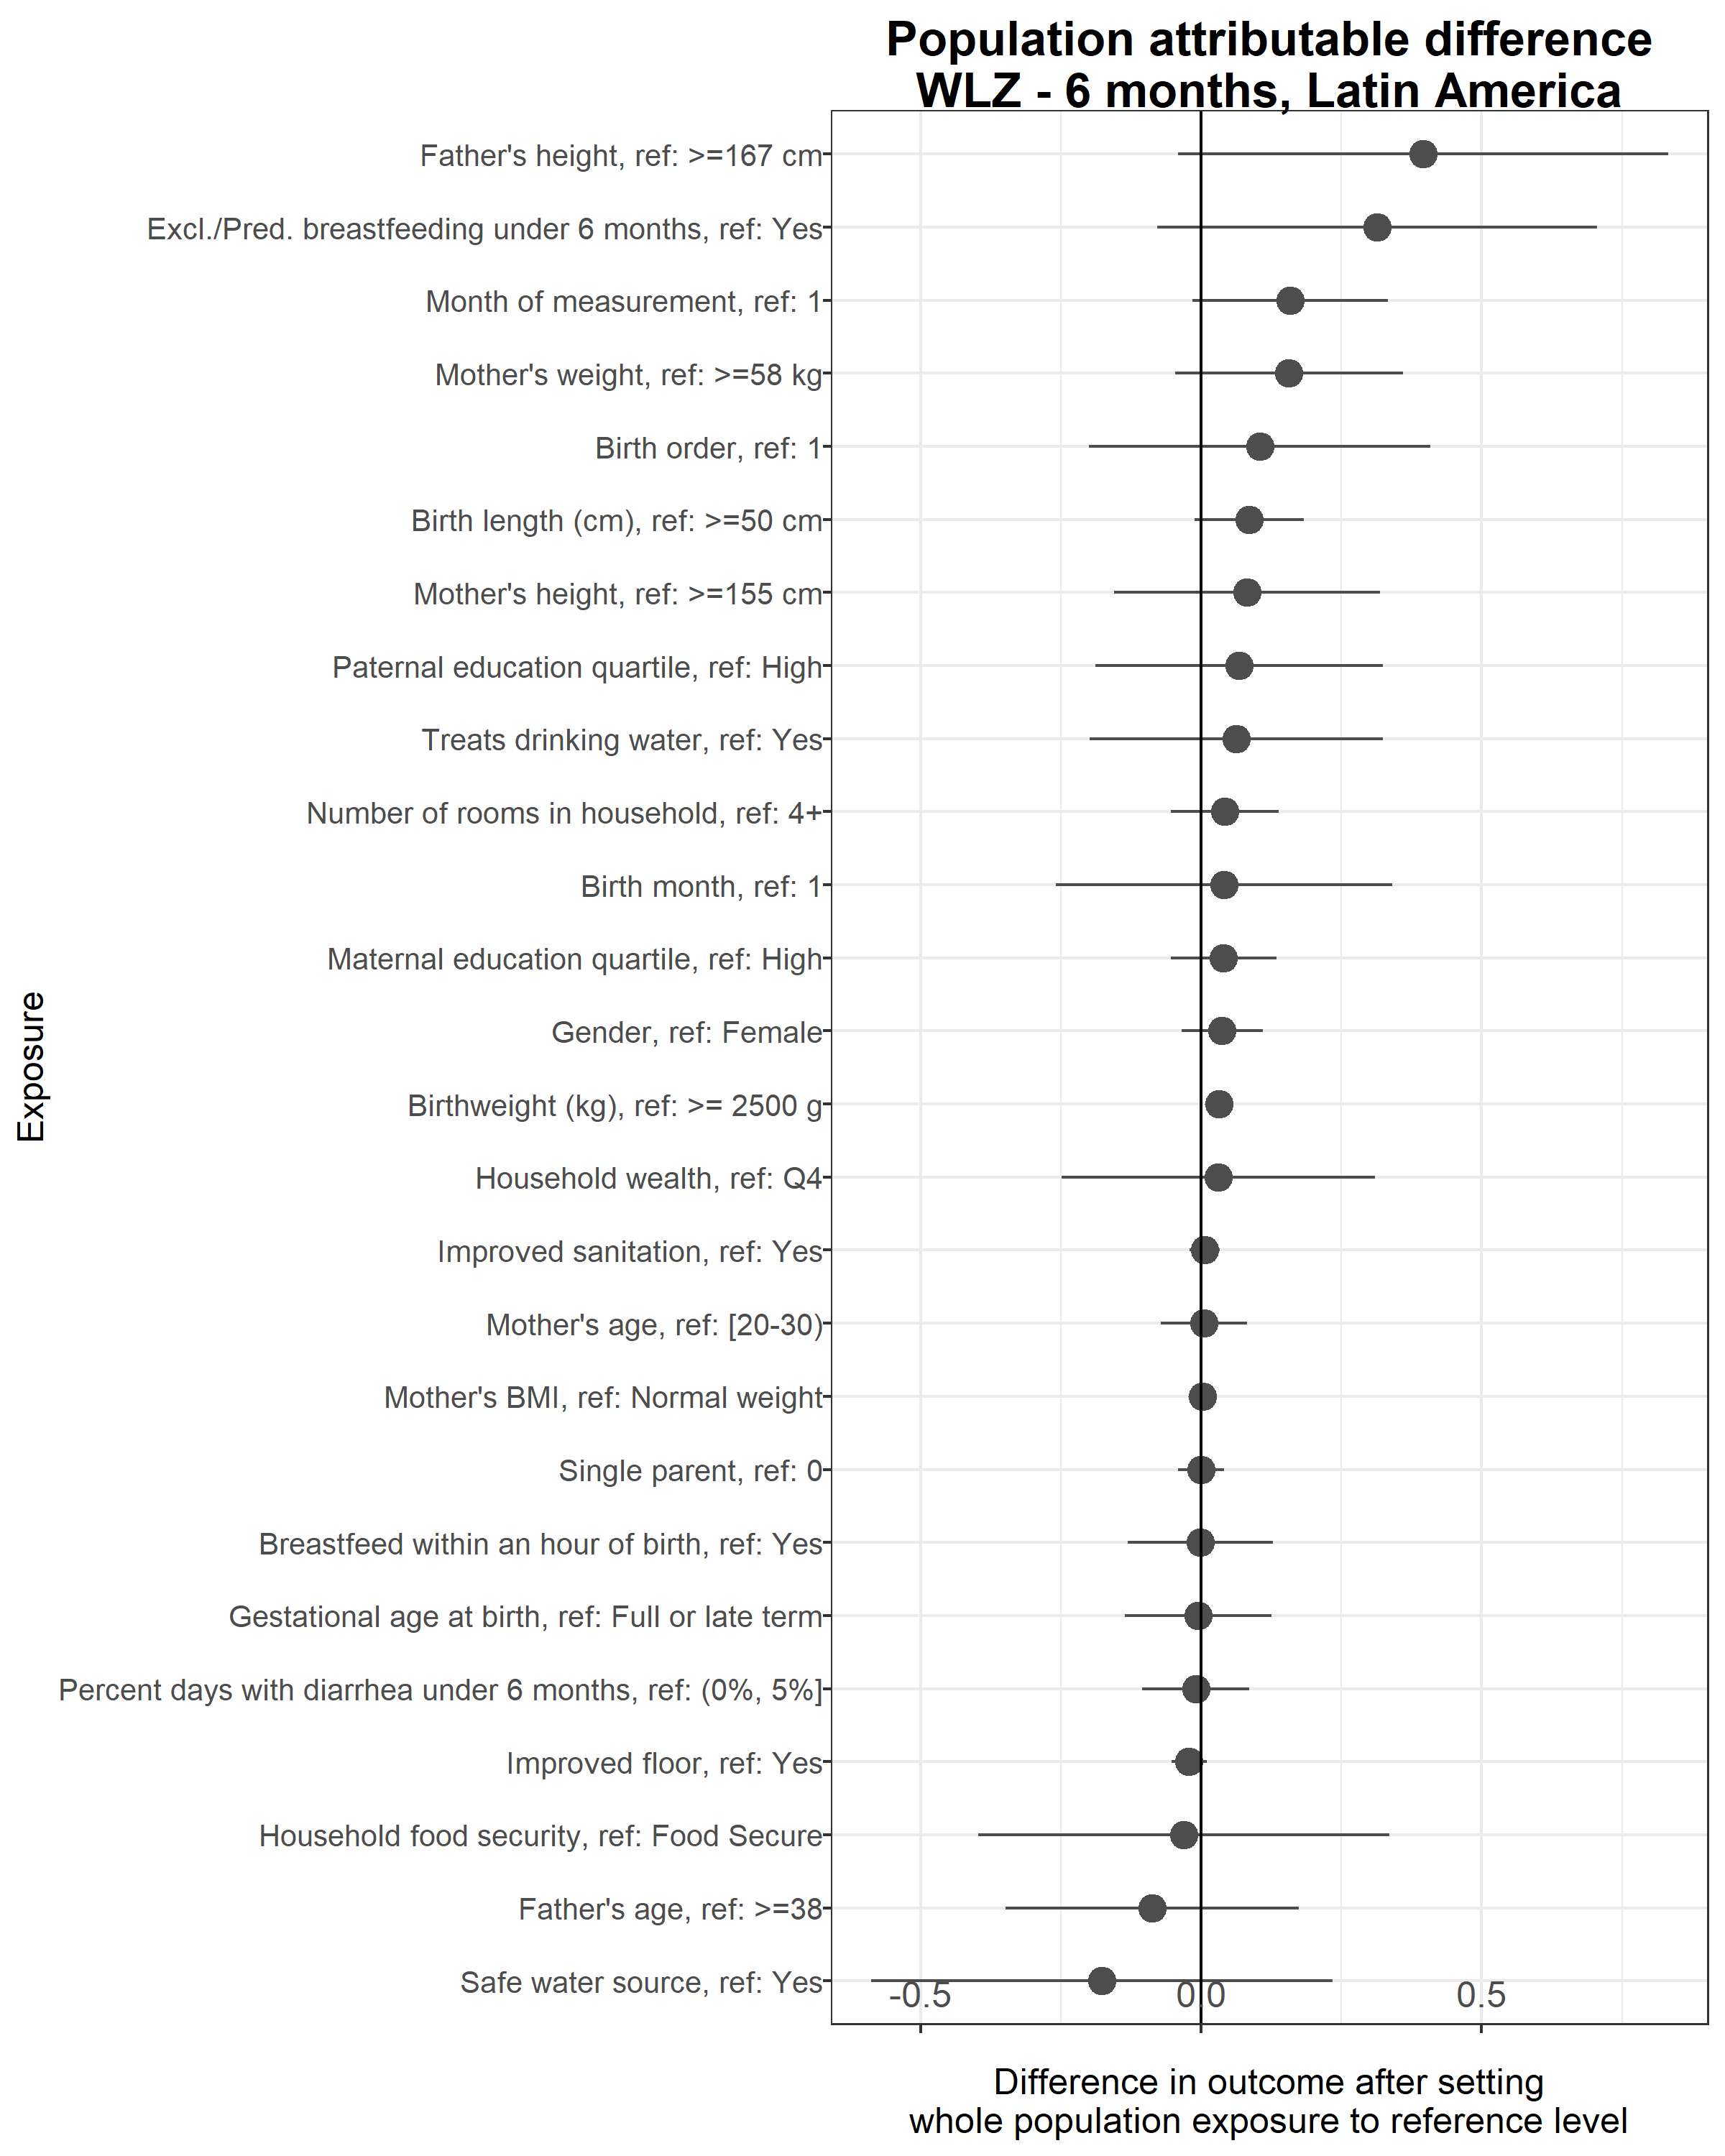 Population attributable difference
WLZ - 6 months, Latin America
Father's height, ref: >=167 cm
Excl./Pred. breastfeeding under 6 months, ref: Yes
Month of measurement, ref: 1
Mother's weight, ref: >=58 kg
Birth order, ref: 1
Birth length (cm), ref: >=50 cm
Mother's height, ref: >=155 cm
Paternal education quartile, ref: High
Treats drinking water, ref: Yes
Number of rooms in household, ref: 4+
Birth month, ref: 1
Maternal education quartile, ref: High
Gender, ref: Female
Birthweight (kg), ref: >= 2500 g
Household wealth, ref: Q4
Improved sanitation, ref: Yes
Mother's age, ref: [20-30)
Mother's BMI, ref: Normal weight
Single parent, ref: 0
Breastfeed within an hour of birth, ref: Yes
Gestational age at birth, ref: Full or late term
Percent days with diarrhea under 6 months, ref: (0%, 5%]
Improved floor, ref: Yes
Household food security, ref: Food Secure
Father's age, ref: >=38
Safe water source, ref: Yes
Exposure
-0.5 0.0 0.5
Difference in outcome after setting
whole population exposure to reference level